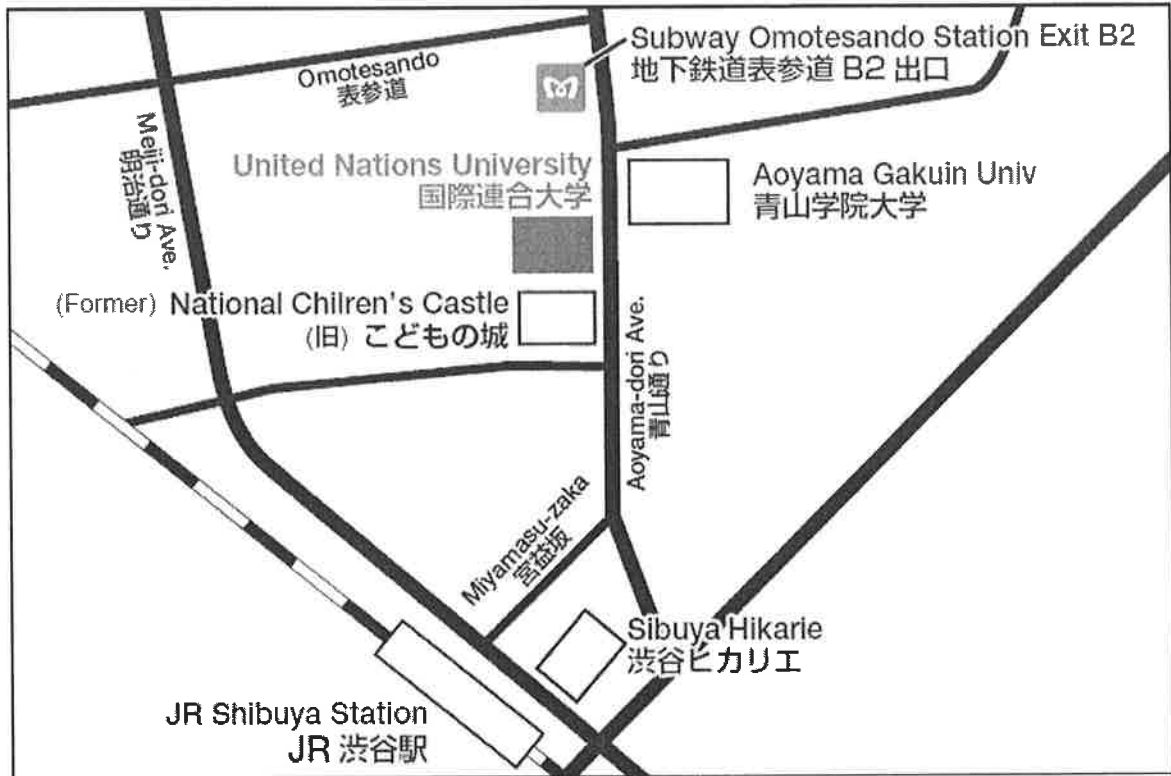 Subway Omotesando Station Exit B2
地下鉄道表参道 B2 出口
Omotesando
表参道
Meiji-dori Ave.
明治通り
United Nations University
国際連合大学
Aoyama Gakuin Univ
青山学院大学
(Former) National Chilren's Castle
(旧) こどもの城
Aoyama-dori Ave.
青山通り
Miyamasu-zaka
宮益坂
Sibuya Hikarie
渋谷ヒカリエ
JR Shibuya Station
JR 渋谷駅